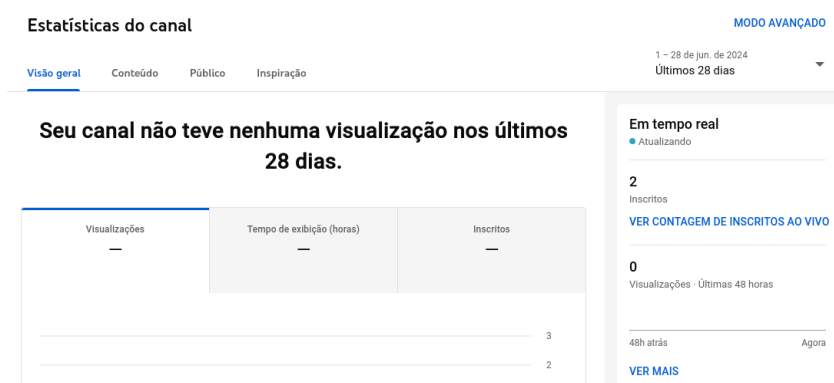 Estatísticas do canal
MODO AVANÇADO
Visão geral
Conteúdo
Público
Inspiração
1 – 28 de jun. de 2024
Últimos 28 dias
Seu canal não teve nenhuma visualização nos últimos
28 dias.
Visualizações
—
Tempo de exibição (horas)
—
Inscritos
—
3
2
Em tempo real
Atualizando
2
Inscritos
VER CONTAGEM DE INSCRITOS AO VIVO
0
Visualizações · Últimas 48 horas
48h atrás
Agora
VER MAIS